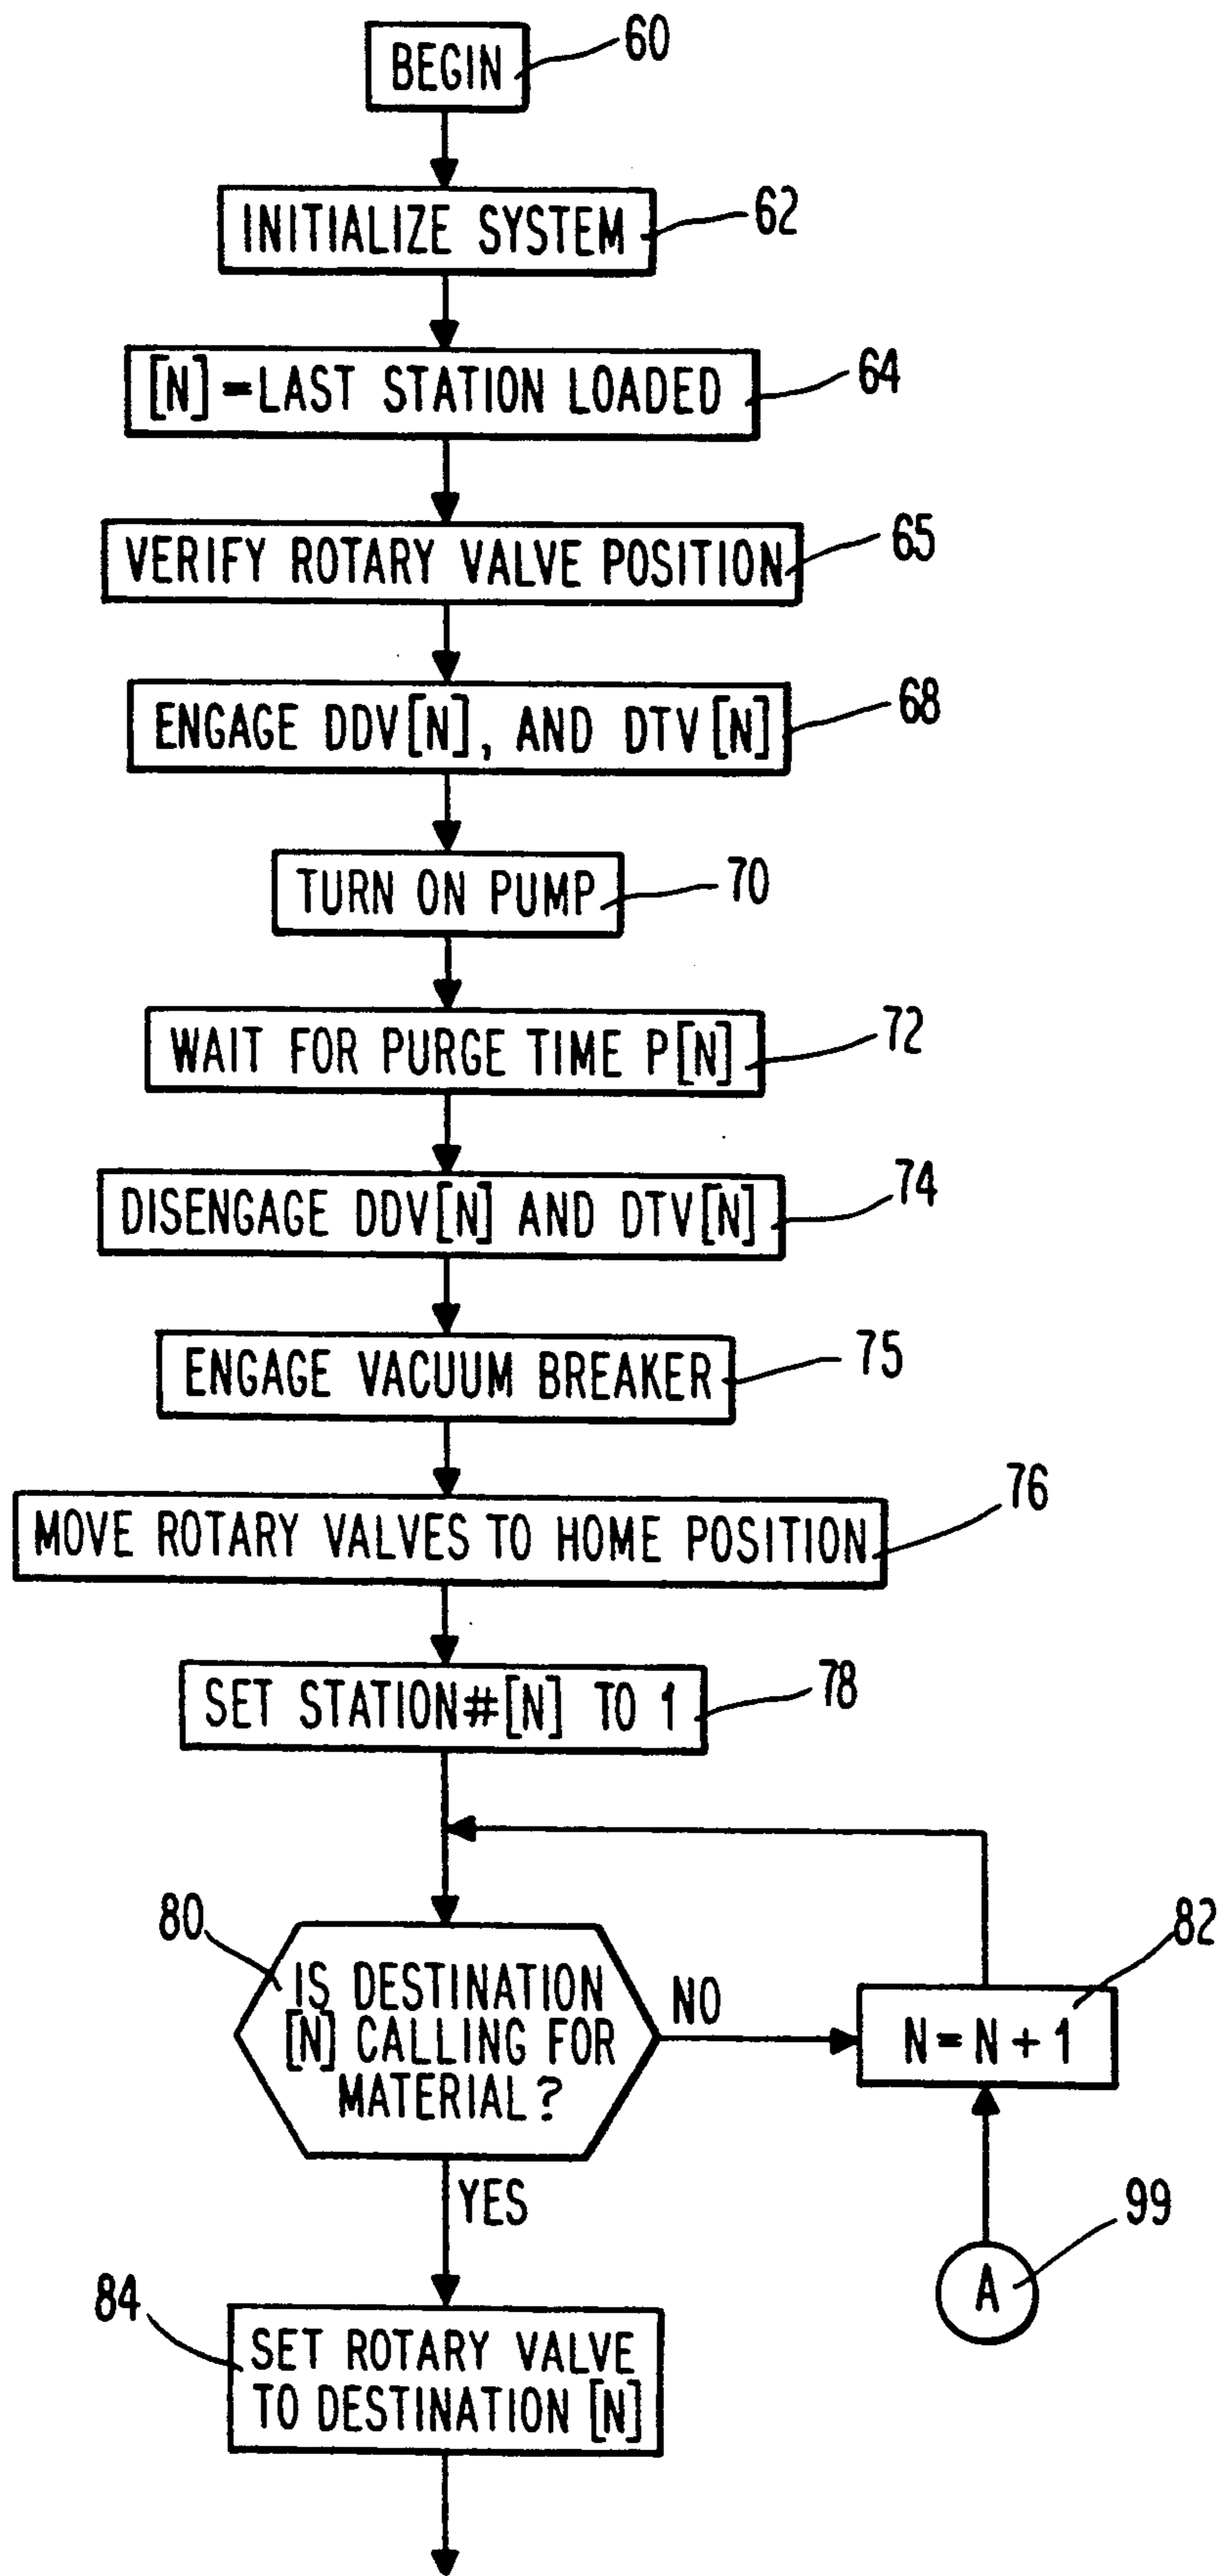 BEGIN
60
INITIALIZE SYSTEM
62
[N]=LAST STATION LOADED
64
VERIFY ROTARY VALVE POSITION
65
ENGAGE DDV[N], AND DTV[N]
68
TURN ON PUMP
70
WAIT FOR PURGE TIME P[N]
72
DISENGAGE DDV[N] AND DTV[N]
74
ENGAGE VACUUM BREAKER
75
MOVE ROTARY VALVES TO HOME POSITION
76
SET STATION#[N] TO 1
78
80
IS DESTINATION
[N] CALLING FOR
MATERIAL?
NO
82
N=N+1
YES
99
A
84
SET ROTARY VALVE
TO DESTINATION [N]